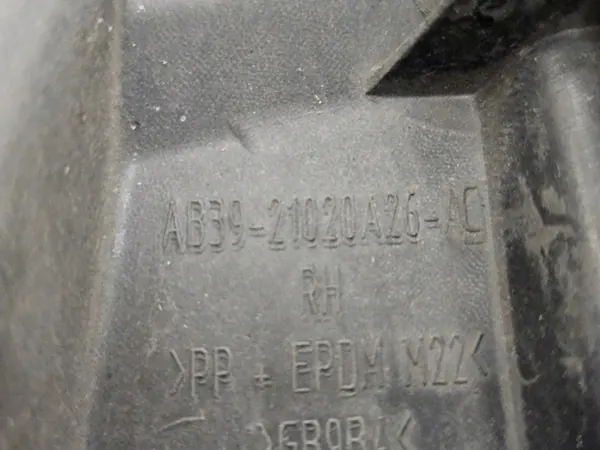 AB39-21020A26-AC
RH
>PP + EPDM M22<